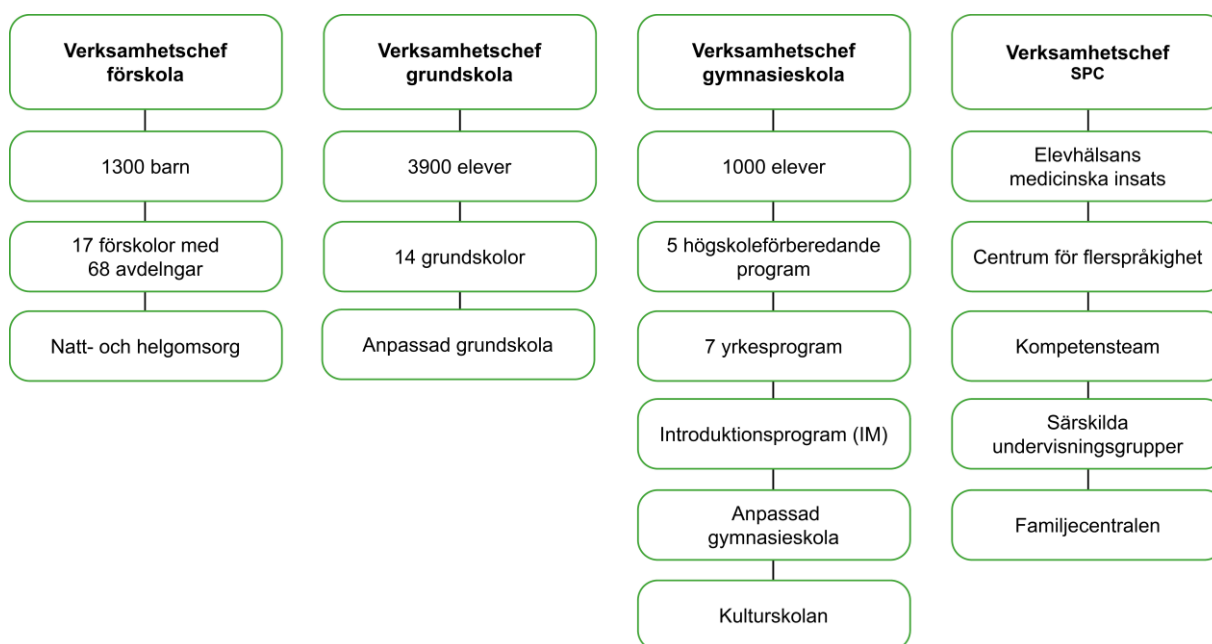 Verksamhetschef
förskola
1300 barn
17 förskolor med
68 avdelngar
Natt- och helgomsorg
Verksamhetschef
grundskola
3900 elever
14 grundskolor
Anpassad grundskola
Verksamhetschef
gymnasieskola
1000 elever
5 högskoleförberedande
program
7 yrkesprogram
Introduktionsprogram (IM)
Anpassad
gymnasieskola
Kulturskolan
Verksamhetschef
SPC
Elevhälsans
medicinska insats
Centrum för flerspråkighet
Kompetensteam
Särskilda
undervisningsgrupper
Familjecentralen